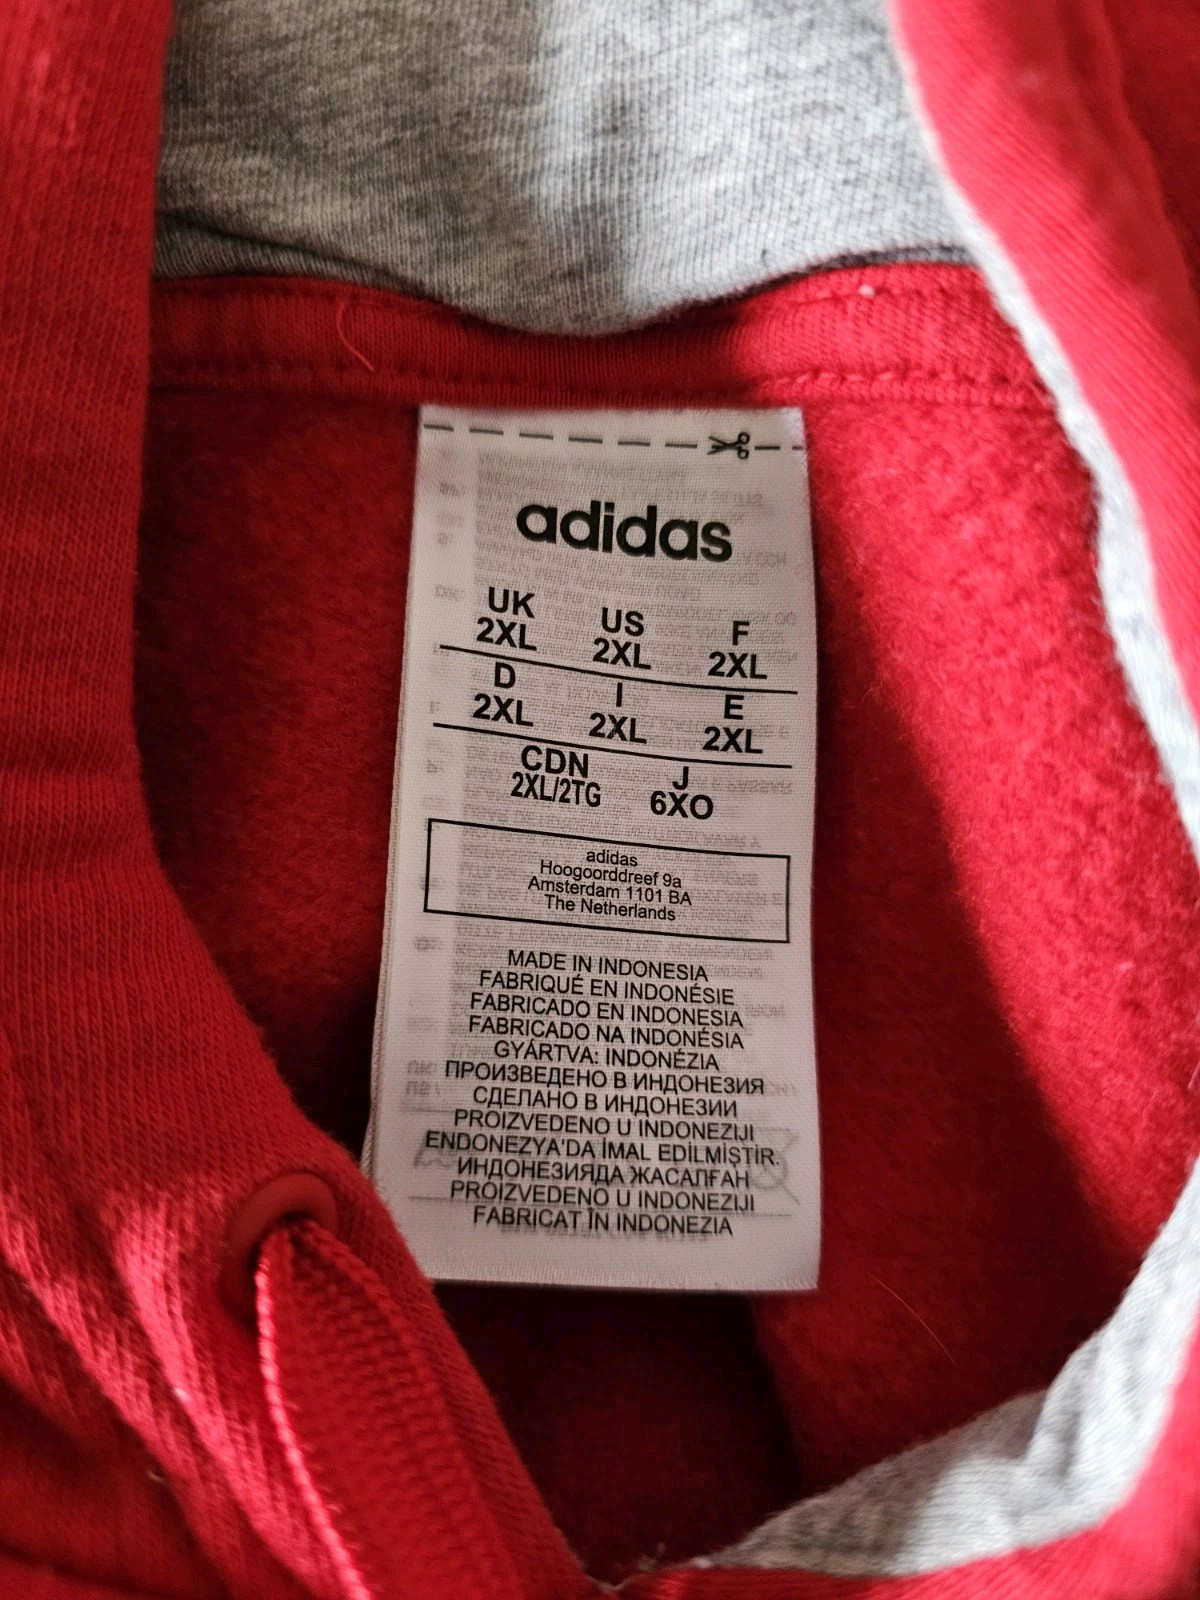 adidas
UK US F
2XL 2XL 2XL
D I E
2XL 2XL 2XL
CDN J
2XL/2TG 6XO
adidas
Hoogoorddreef 9a
Amsterdam 1101 BA
The Netherlands
MADE IN INDONESIA
FABRIQUÉ EN INDONÉSIE
FABRICADO EN INDONESIA
FABRICADO NA INDONÉSIA
GYÁRTVA: INDONÉZIA
ПРОИЗВЕДЕНО В ИНДОНЕЗИЯ
СДЕЛАНО В ИНДОНЕЗИИ
PROIZVEDENO U INDONEZIJI
ENDONEZYA'DA İMAL EDİLMİŞTİR.
ИНДОНЕЗИЯДА ЖАСАЛҒАН
PROIZVEDENO U INDONEZIJI
FABRICAT ÎN INDONEZIA